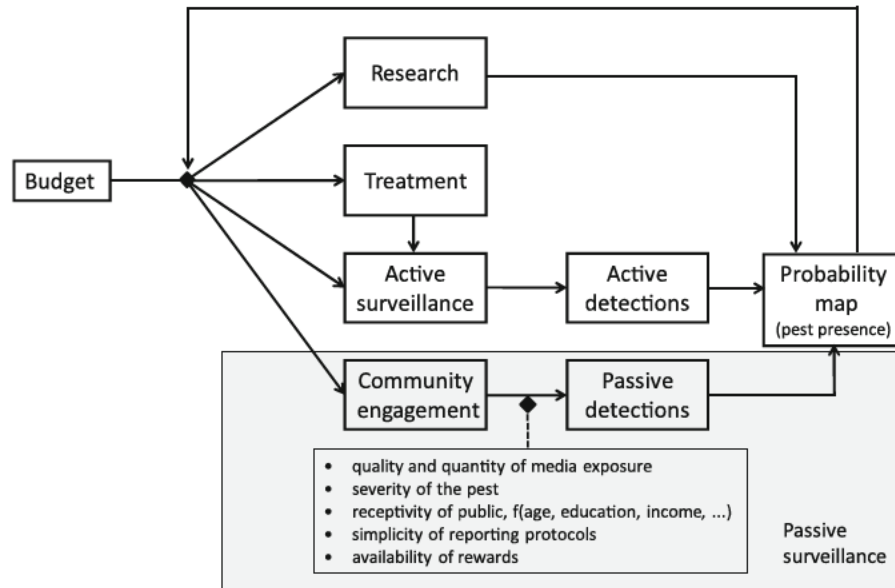 Research
Budget
Treatment
Active
surveillance
Active
detections
Probability
map
(pest presence)
Community
engagement
Passive
detections
• quality and quantity of media exposure
• severity of the pest
• receptivity of public, f(age, education, income, ...)
• simplicity of reporting protocols
• availability of rewards
Passive
surveillance